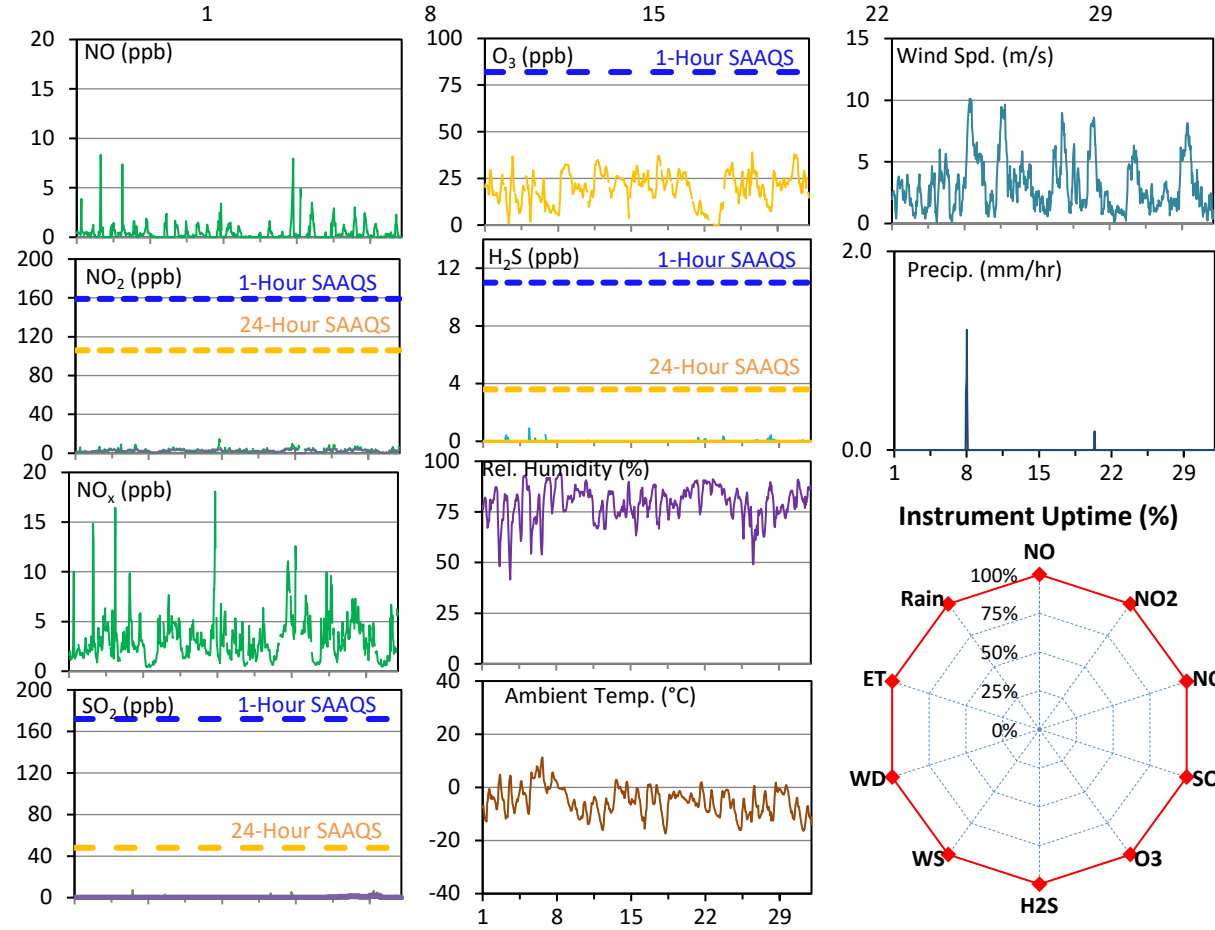 1 8 15 22 29
NO (ppb)
20
15
10
5
0
NO2 (ppb)
1-Hour SAAQS
24-Hour SAAQS
200
160
120
80
40
0
NOx (ppb)
20
15
10
5
0
SO2 (ppb)
1-Hour SAAQS
24-Hour SAAQS
200
160
120
80
40
0
O3 (ppb)
1-Hour SAAQS
100
75
50
25
0
H2S (ppb)
1-Hour SAAQS
24-Hour SAAQS
12
8
4
0
Rel. Humidity (%)
100
75
50
25
0
Ambient Temp. (°C)
40
20
0
-20
-40
1 8 15 22 29
Wind Spd. (m/s)
15
10
5
0
Precip. (mm/hr)
2.0
0.0
1 8 15 22 29
Instrument Uptime (%)
NO
NO2
NO
SO
O3
H2S
WS
WD
ET
Rain
100%
75%
50%
25%
0%